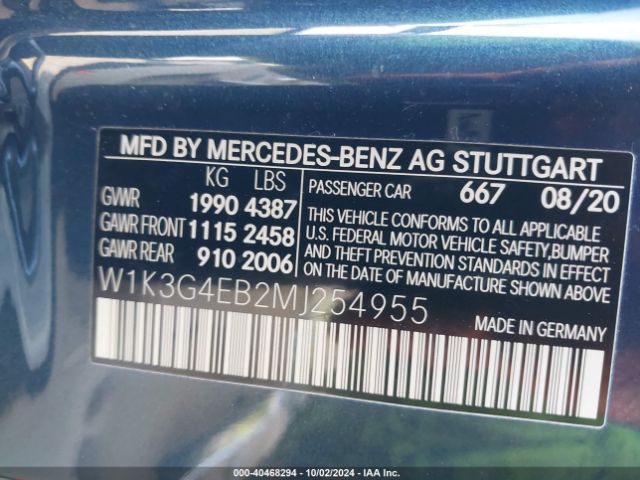 MFD BY MERCEDES-BENZ AG STUTTGART
KG LBS
GVWR 1990 4387
GAWR FRONT 1115 2458
GAWR REAR 910 2006
PASSENGER CAR 667 08/20
THIS VEHICLE CONFORMS TO ALL APPLICABLE
U.S. FEDERAL MOTOR VEHICLE SAFETY,BUMPER
AND THEFT PREVENTION STANDARDS IN EFFECT
ON THE DATE OF MANUFACTURE SHOWN ABOVE.
W1K3G4EB2MJ254955
MADE IN GERMANY
000-40468294 - 10/02/2024 - IAA Inc.